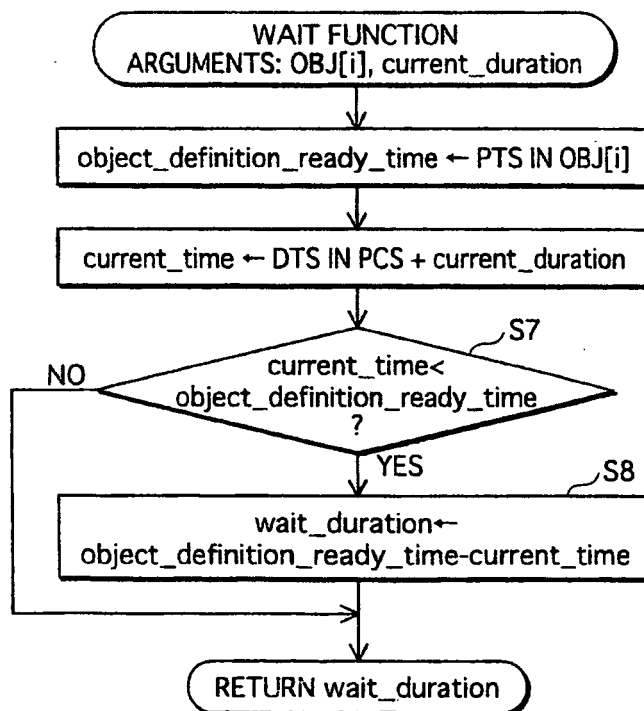 WAIT FUNCTION
ARGUMENTS: OBJ[i], current_duration
object_definition_ready_time ← PTS IN OBJ[i]
current_time ← DTS IN PCS + current_duration
S7
current_time<
object_definition_ready_time
?
NO
YES
S8
wait_duration←
object_definition_ready_time-current_time
RETURN wait_duration